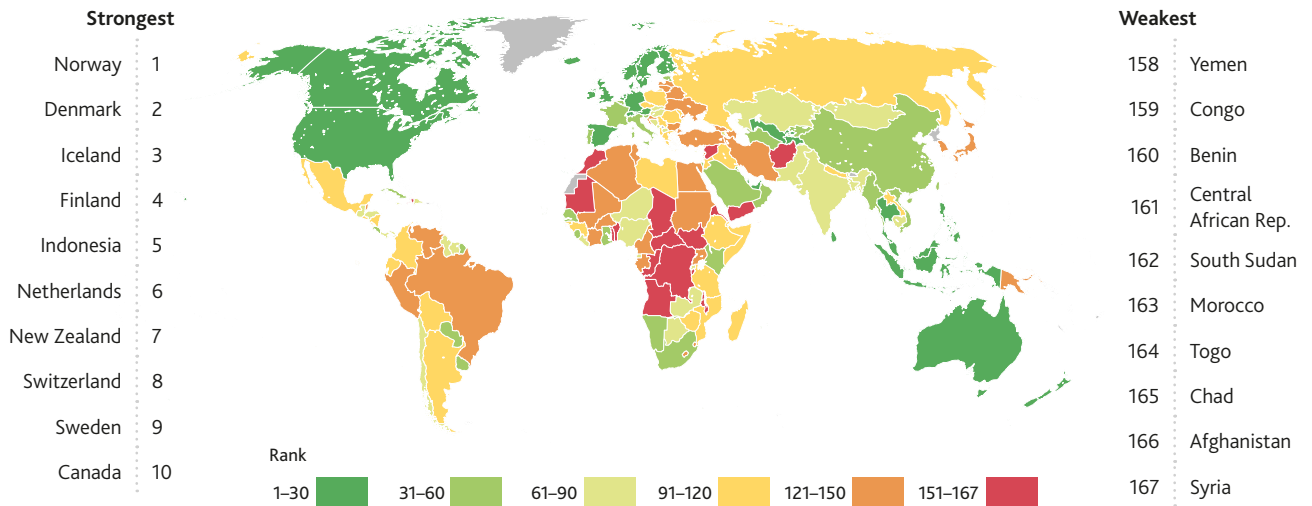 Strongest
Norway 1
Denmark 2
Iceland 3
Finland 4
Indonesia 5
Netherlands 6
New Zealand 7
Switzerland 8
Sweden 9
Canada 10
Rank
1–30
31–60
61–90
91–120
121–150
151–167
Weakest
158 Yemen
159 Congo
160 Benin
161 Central
African Rep.
162 South Sudan
163 Morocco
164 Togo
165 Chad
166 Afghanistan
167 Syria